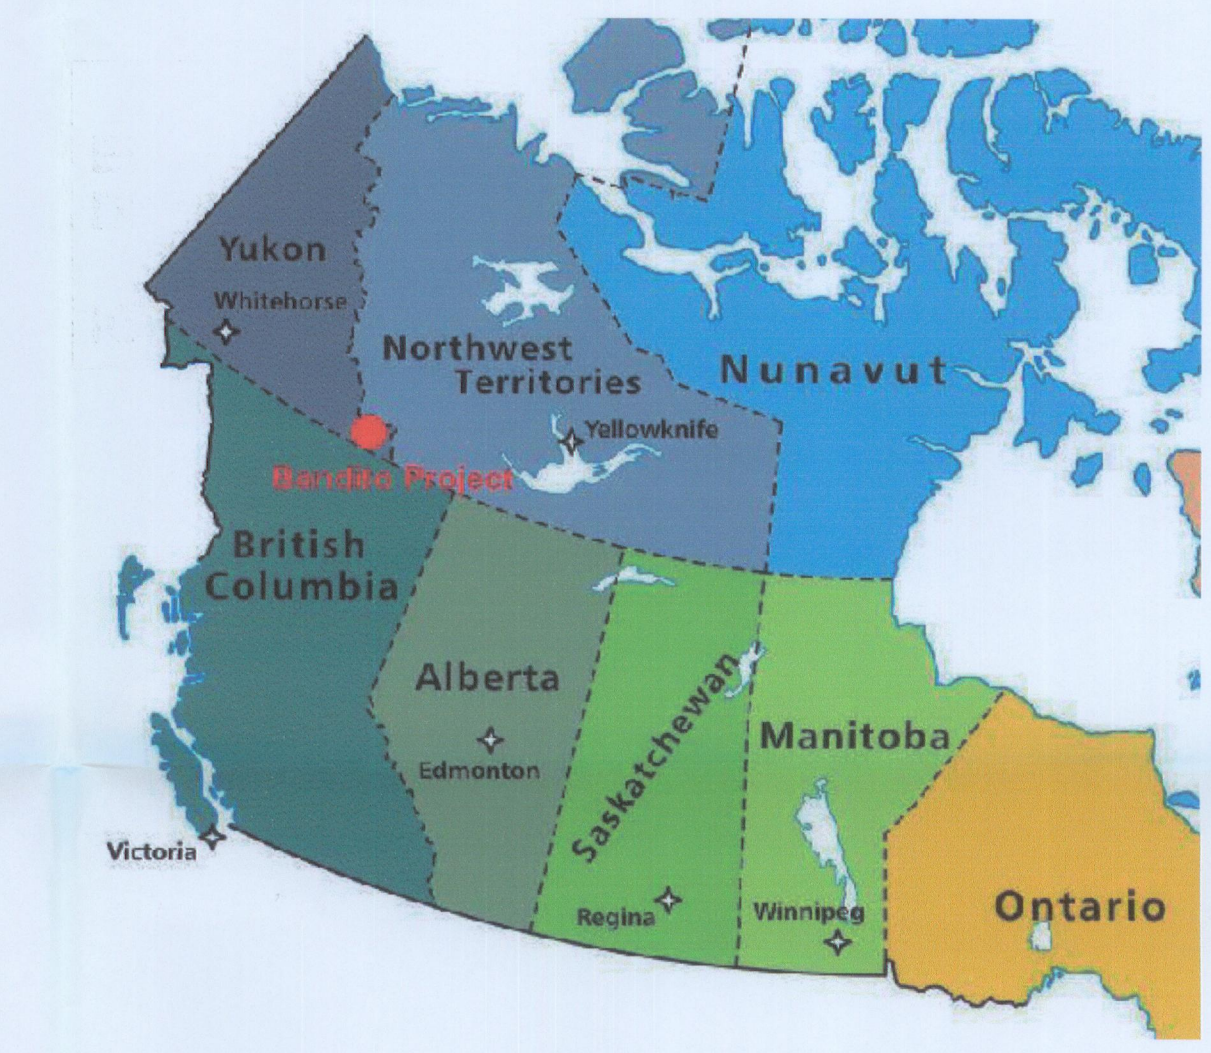 Yukon
Whitehorse
Northwest
Territories
Nunavut
Yellowknife
Bandito Project
British
Columbia
Alberta
Edmonton
Saskatchewan
Manitoba
Victoria
Regina
Winnipeg
Ontario